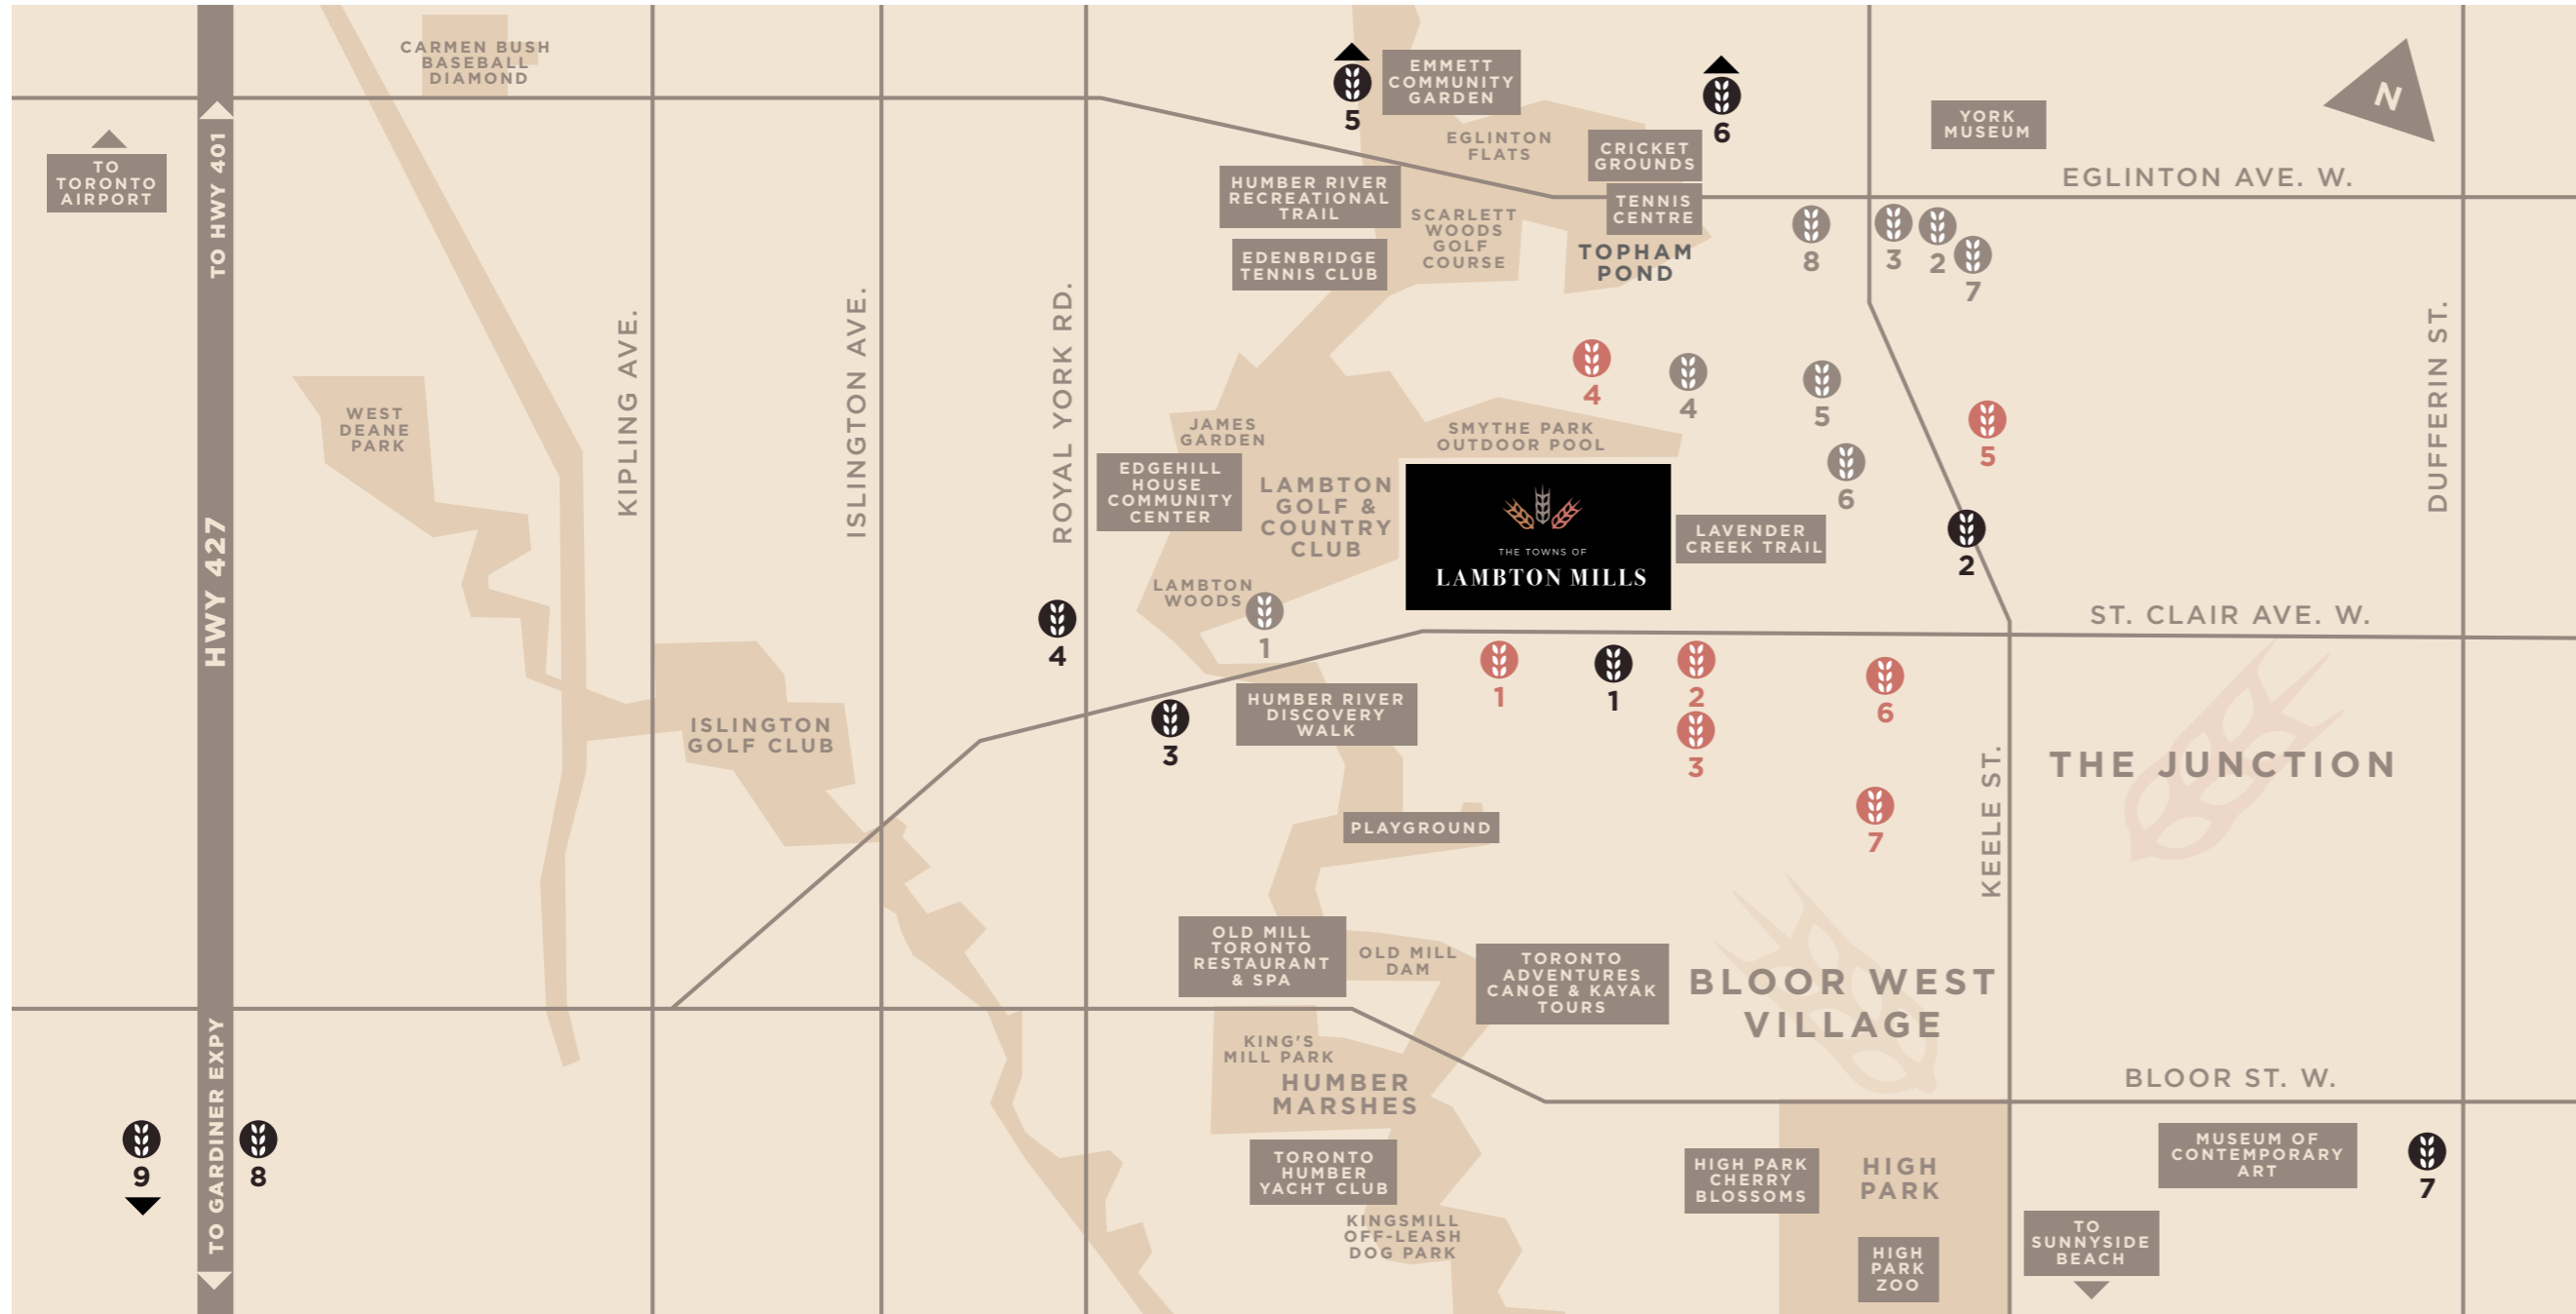 CARMEN BUSH
BASEBALL
DIAMOND
TO
TORONTO
AIRPORT
TO HWY 401
HWY 427
TO GARDINER EXPY
WEST
DEANE
PARK
KIPLING AVE.
ISLINGTON AVE.
ROYAL YORK RD.
5
EMMETT
COMMUNITY
GARDEN
6
YORK
MUSEUM
N
EGLINTON
FLATS
CRICKET
GROUNDS
EGLINTON AVE. W.
HUMBER RIVER
RECREATIONAL
TRAIL
TENNIS
CENTRE
SCARLETT
WOODS
GOLF
COURSE
EDENBRIDGE
TENNIS CLUB
TOPHAM
POND
8
3
2
7
DUFFERIN ST.
4
4
5
5
6
JAMES
GARDEN
SMYTHE PARK
OUTDOOR POOL
EDGEHILL
HOUSE
COMMUNITY
CENTER
LAMBTON
GOLF &
COUNTRY
CLUB
THE TOWNS OF
LAMBTON MILLS
LAVENDER
CREEK TRAIL
2
LAMBTON
WOODS
1
4
ST. CLAIR AVE. W.
3
HUMBER RIVER
DISCOVERY
WALK
1
1
2
3
6
7
ISLINGTON
GOLF CLUB
KEELE ST.
THE JUNCTION
PLAYGROUND
OLD MILL
TORONTO
RESTAURANT
& SPA
OLD MILL
DAM
TORONTO
ADVENTURES
CANOE & KAYAK
TOURS
BLOOR WEST
VILLAGE
KING'S
MILL PARK
HUMBER
MARSHES
BLOOR ST. W.
9
8
TORONTO
HUMBER
YACHT CLUB
KINGSMILL
OFF-LEASH
DOG PARK
HIGH PARK
CHERRY
BLOSSOMS
HIGH
PARK
HIGH
PARK
ZOO
MUSEUM OF
CONTEMPORARY
ART
7
TO
SUNNYSIDE
BEACH